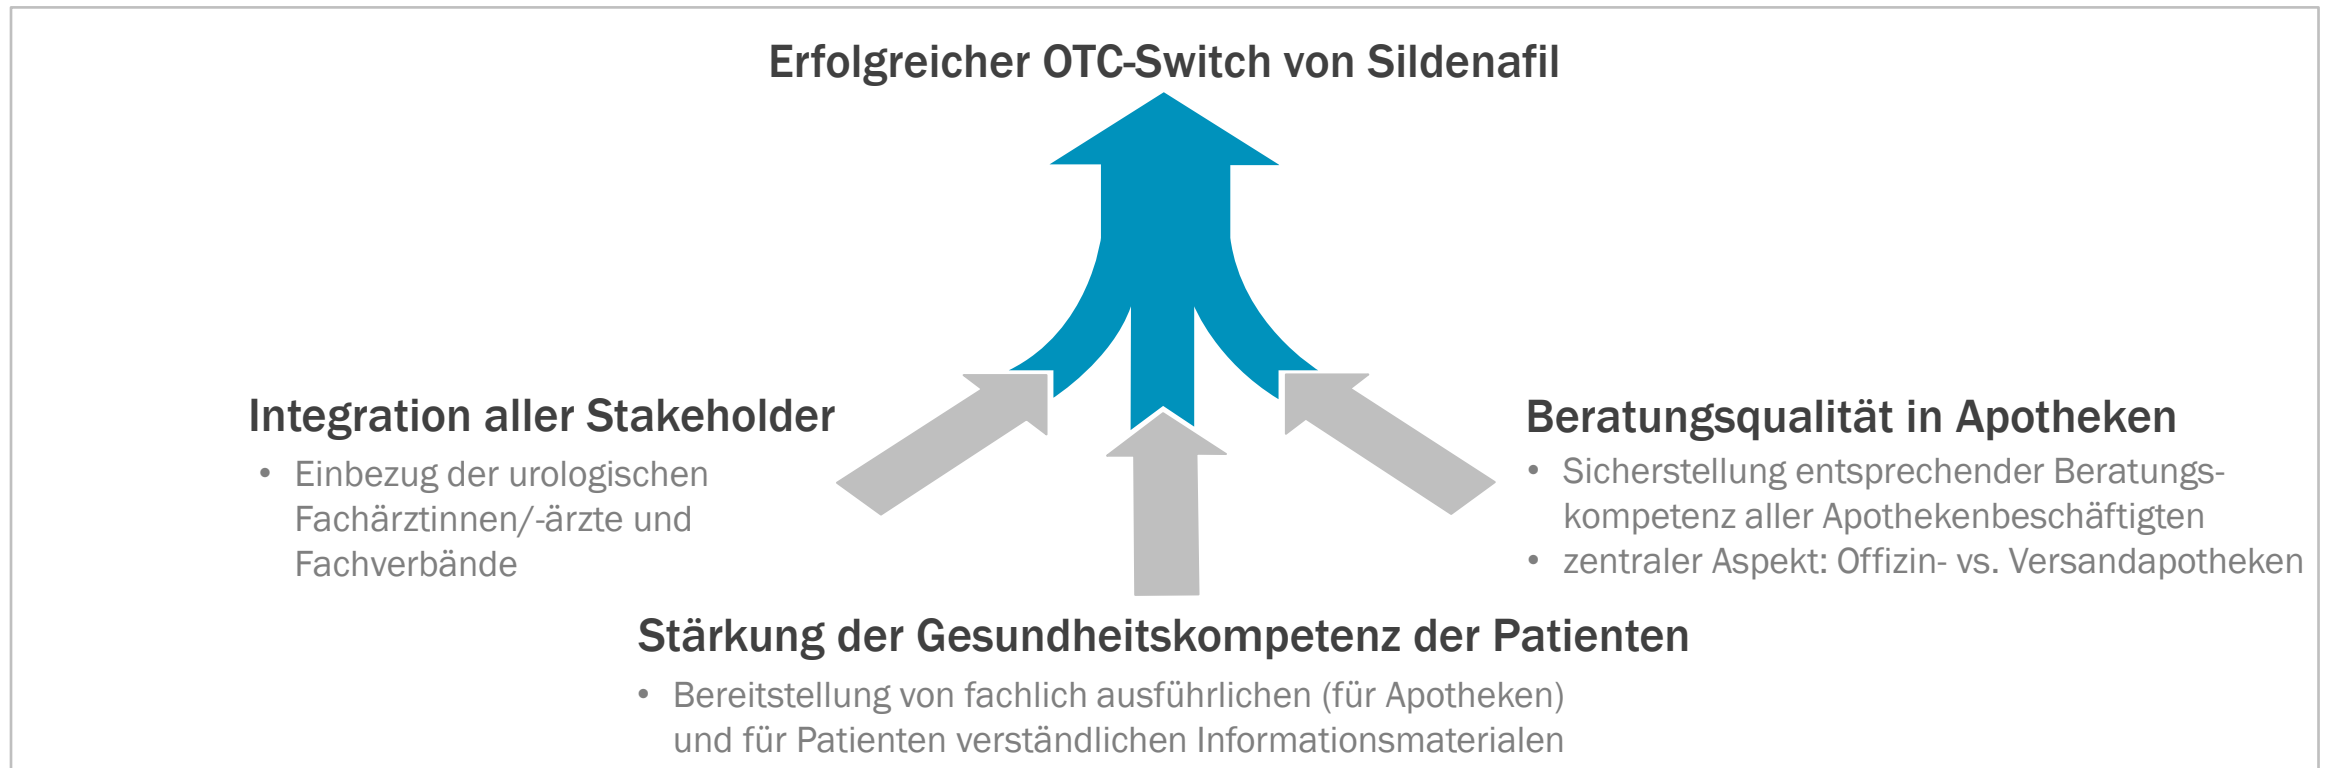 Erfolgreicher OTC-Switch von Sildenafil
Integration aller Stakeholder
• Einbezug der urologischen
Fachärztinnen/-ärzte und
Fachverbände
Beratungsqualität in Apotheken
• Sicherstellung entsprechender Beratungs-
kompetenz aller Apothekenbeschäftigten
• zentraler Aspekt: Offizin- vs. Versandapotheken
Stärkung der Gesundheitskompetenz der Patienten
• Bereitstellung von fachlich ausführlichen (für Apotheken)
und für Patienten verständlichen Informationsmaterialen